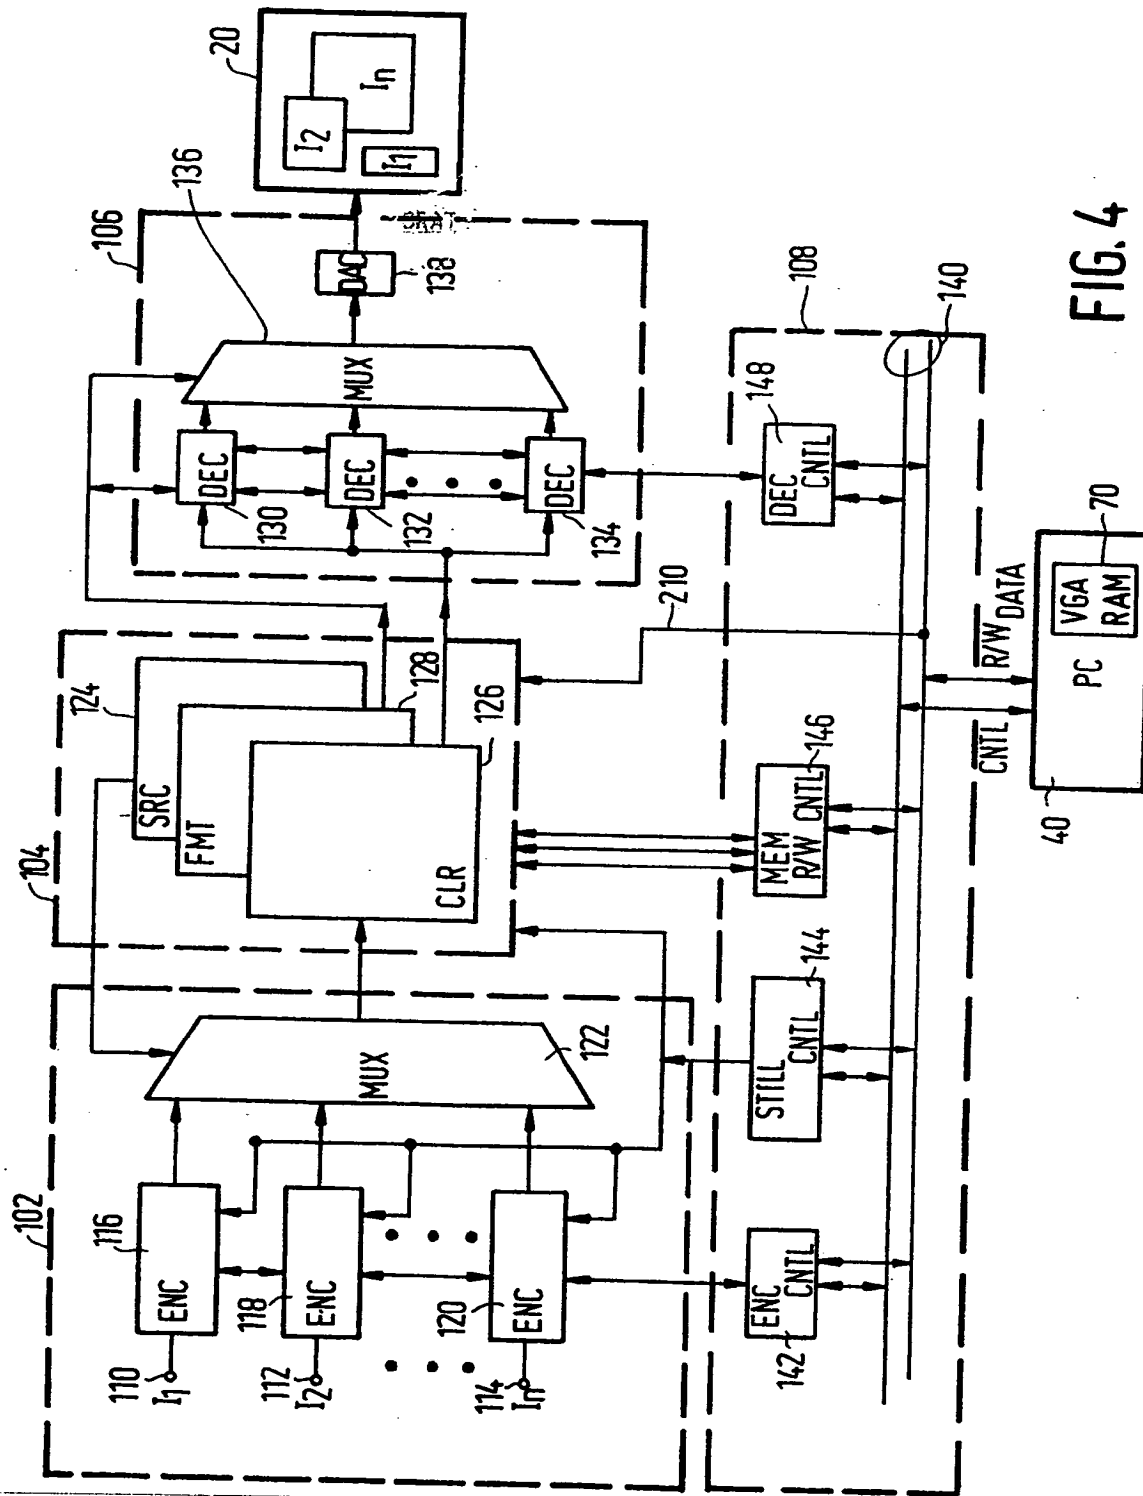 102
110
I1
116
ENC
112
I2
118
ENC
114
In
120
ENC
MUX
122
104
124
SRC
FMT
128
CLR
126
106
130
DEC
132
DEC
134
DEC
MUX
136
DAC
138
20
I2
In
I1
108
142
ENC
CNTL
144
STILL
CNTL
146
MEM
R/W CNTL
148
DEC
CNTL
210
140
CNTL
R/W DATA
40
PC
70
VGA
RAM
FIG. 4